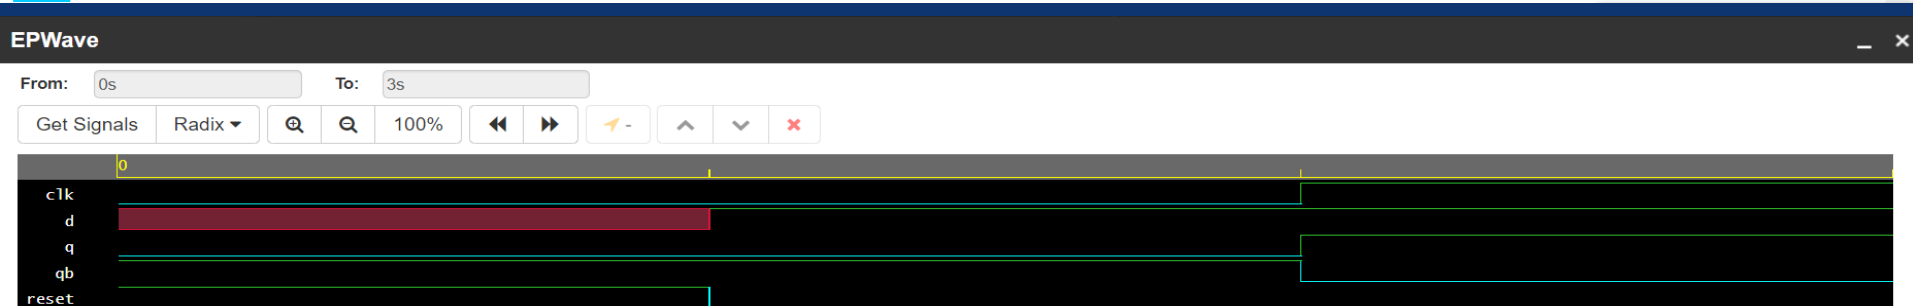 EPWave
From: 0s To: 3s
Get Signals Radix 100% -
0
clk
d
q
qb
reset